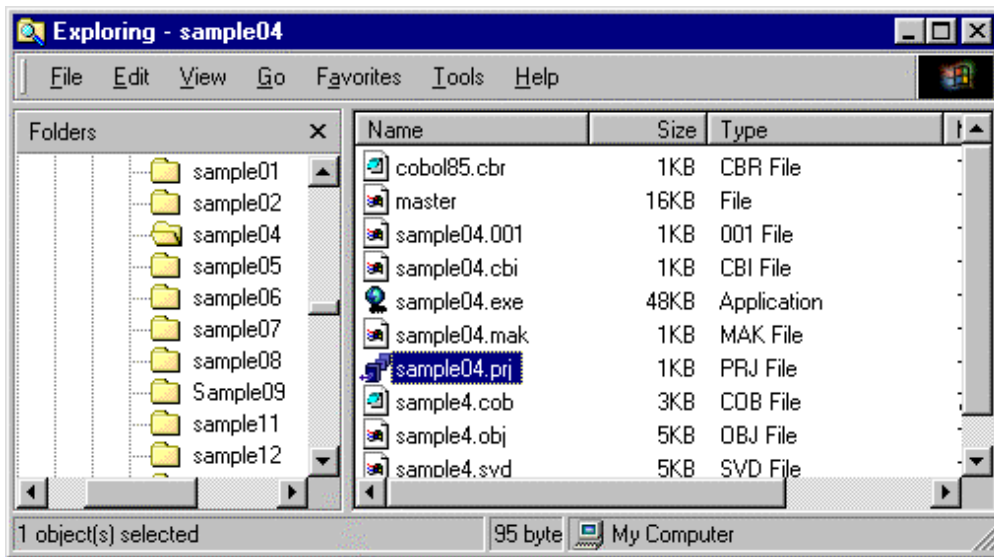 Exploring - sample04
File Edit View Go Favorites Tools Help
Folders
sample01
sample02
sample04
sample05
sample06
sample07
sample08
Sample09
sample11
sample12
Name Size Type
cobol85.cbr 1KB CBR File
master 16KB File
sample04.001 1KB 001 File
sample04.cbi 1KB CBI File
sample04.exe 48KB Application
sample04.mak 1KB MAK File
sample04.prj 1KB PRJ File
sample4.cob 3KB COB File
sample4.obj 5KB OBJ File
sample4.svd 5KB SVD File
1 object(s) selected 95 byte My Computer